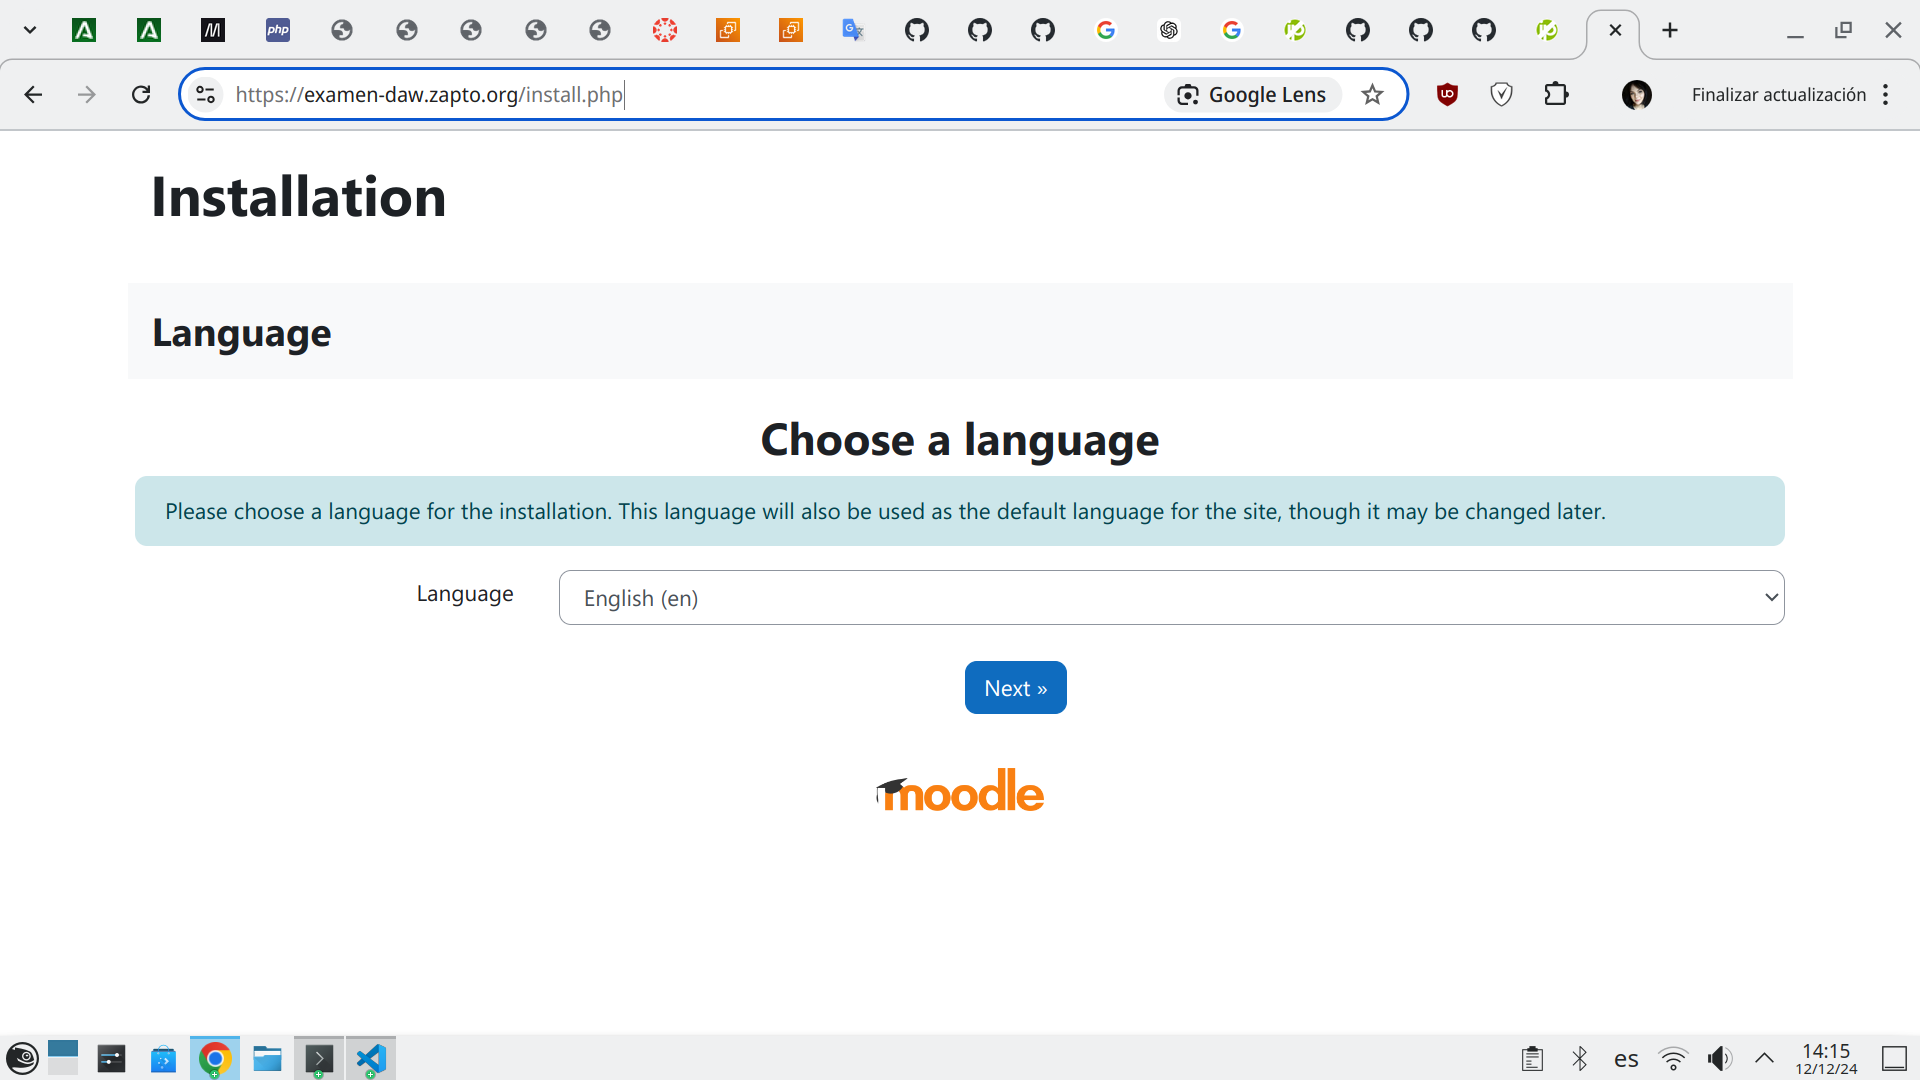 php
https://examen-daw.zapto.org/install.php
Google Lens
Finalizar actualización
Installation
Language
Choose a language
Please choose a language for the installation. This language will also be used as the default language for the site, though it may be changed later.
Language
English (en)
Next »
moodle
es
14:15
12/12/24